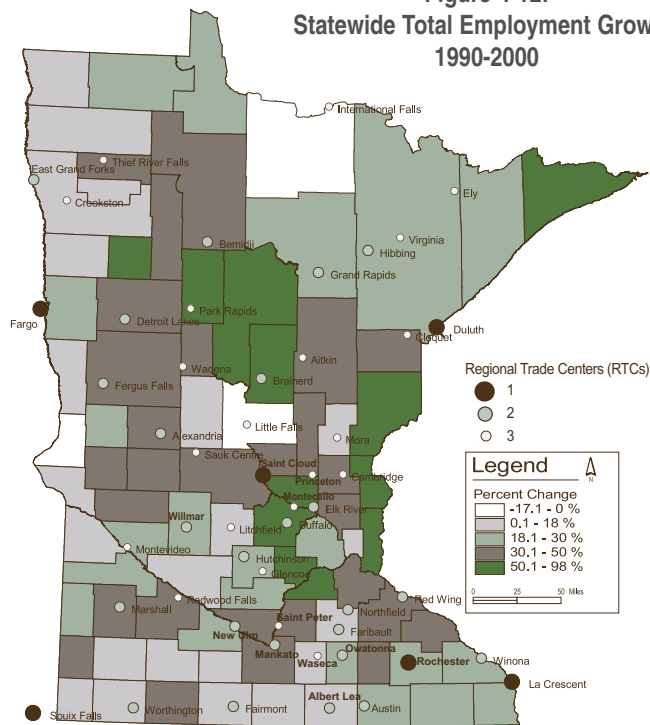 Statewide Total Employment Grow
1990-2000
International Falls
Thief River Falls
East Grand Forks
Crookston
Ely
Virginia
Bemidji
Hibbing
Grand Rapids
Park Rapids
Fargo
Detroit Lakes
Duluth
Cloquet
Aitkin
Wadena
Regional Trade Centers (RTCs)
1
2
3
Fergus Falls
Brainerd
Little Falls
Alexandria
Mora
Sauk Centre
Saint Cloud
Princeton
Cambridge
Montecello
Elk River
Willmar
Litchfield
Buffalo
Montevideo
Hutchinson
Glencoe
Legend
N
Percent Change
-17.1 - 0 %
0.1 - 18 %
18.1 - 30 %
30.1 - 50 %
50.1 - 98 %
0 25 50 Miles
Redwood Falls
Marshall
Red Wing
Northfield
Saint Peter
New Ulm
Faribault
Mankato
Owatonna
Waseca
Rochester
Winona
La Crescent
Albert Lea
Souix Falls
Worthington
Fairmont
Austin